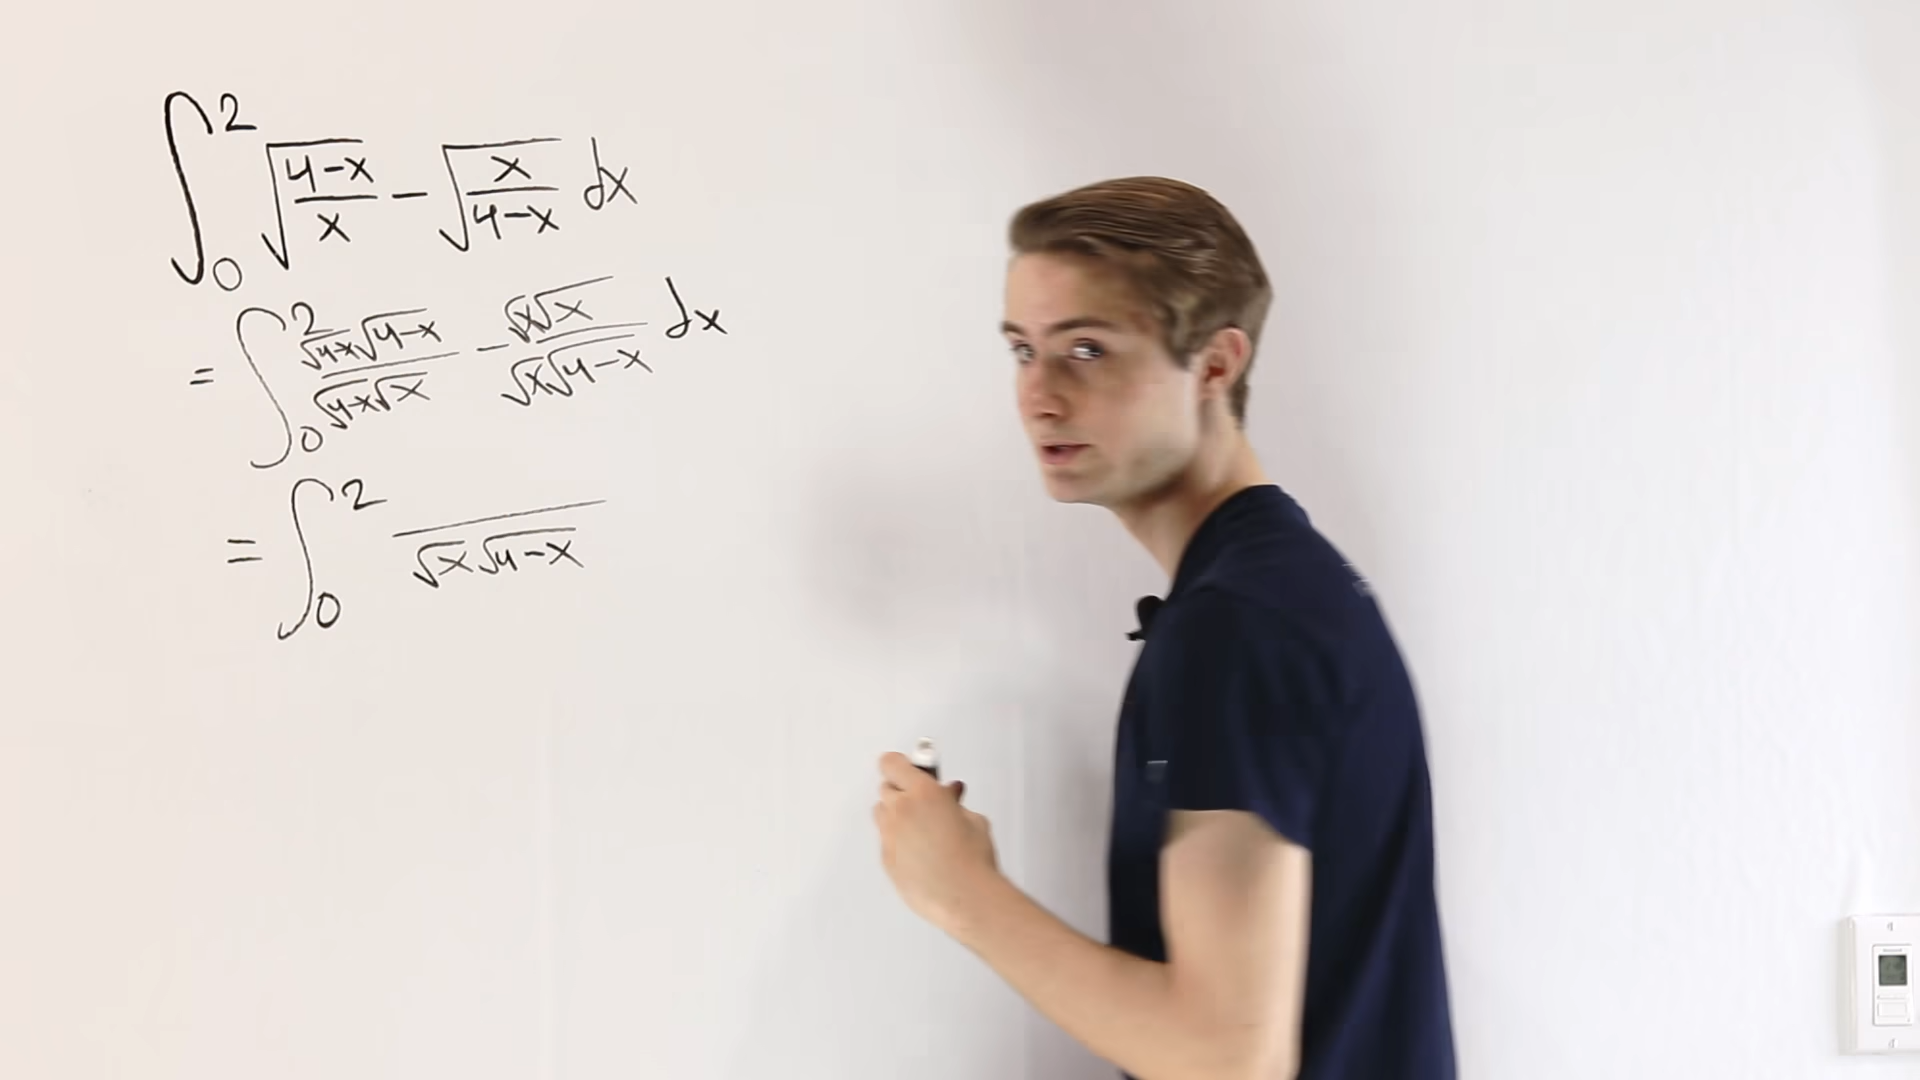 ∫₀² √((4-x)/x) - √(x/(4-x)) dx
= ∫₀² (√(4-x)√(4-x))/(√(4-x)√x) - (√x√x)/(√x√(4-x)) dx
= ∫₀² /(√x√(4-x))